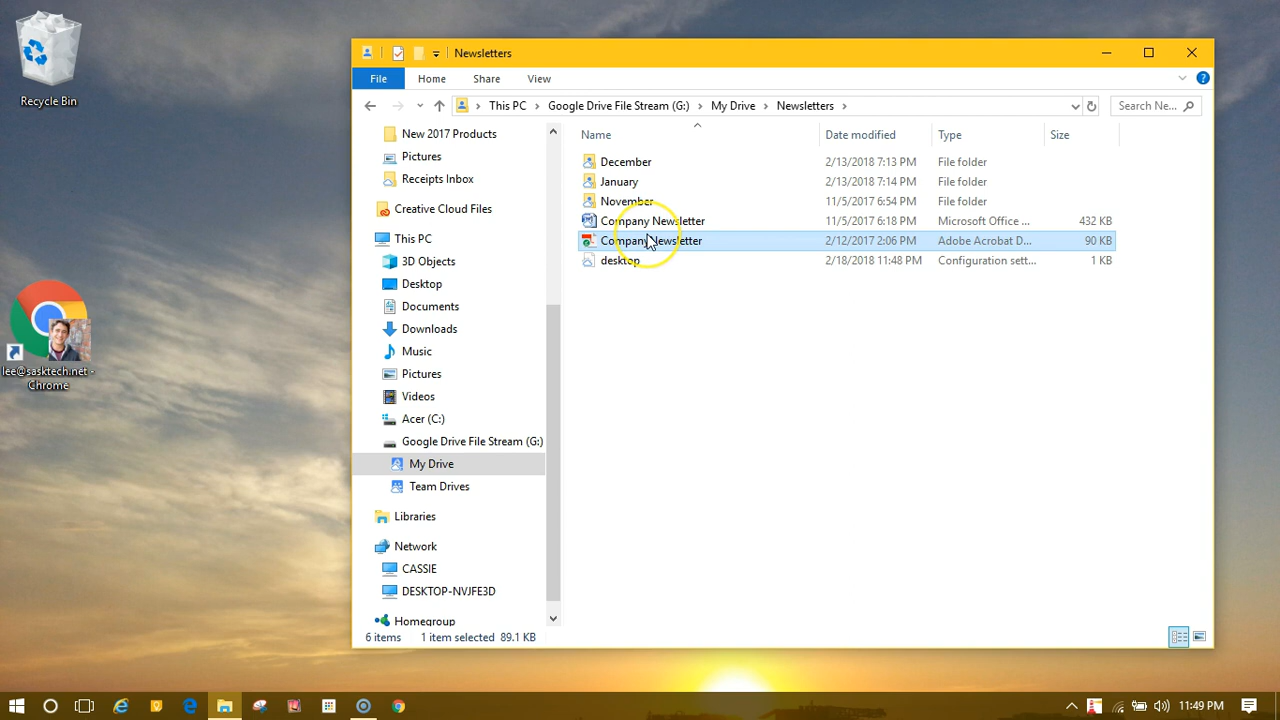 Recycle Bin
lee@sasktech.net -
Chrome
Newsletters
File Home Share View
This PC Google Drive File Stream (G:) My Drive Newsletters
Search Ne...
New 2017 Products
Pictures
Receipts Inbox
Creative Cloud Files
This PC
3D Objects
Desktop
Documents
Downloads
Music
Pictures
Videos
Acer (C:)
Google Drive File Stream (G:)
My Drive
Team Drives
Libraries
Network
CASSIE
DESKTOP-NVJFE3D
Homegroup
Name Date modified Type Size
December 2/13/2018 7:13 PM File folder
January 2/13/2018 7:14 PM File folder
November 11/5/2017 6:54 PM File folder
Company Newsletter 11/5/2017 6:18 PM Microsoft Office ... 432 KB
Company Newsletter 2/12/2017 2:06 PM Adobe Acrobat D... 90 KB
desktop 2/18/2018 11:48 PM Configuration sett... 1 KB
6 items 1 item selected 89.1 KB
11:49 PM